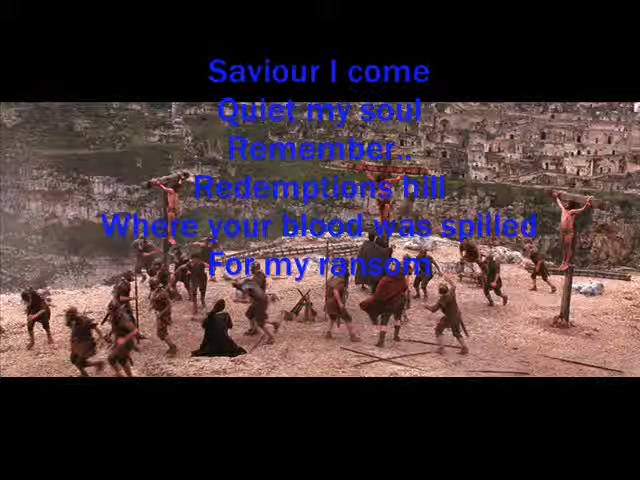 Saviour I come
Quiet my soul
Remember..
Redemptions hill
Where your blood was spilled
For my ransom